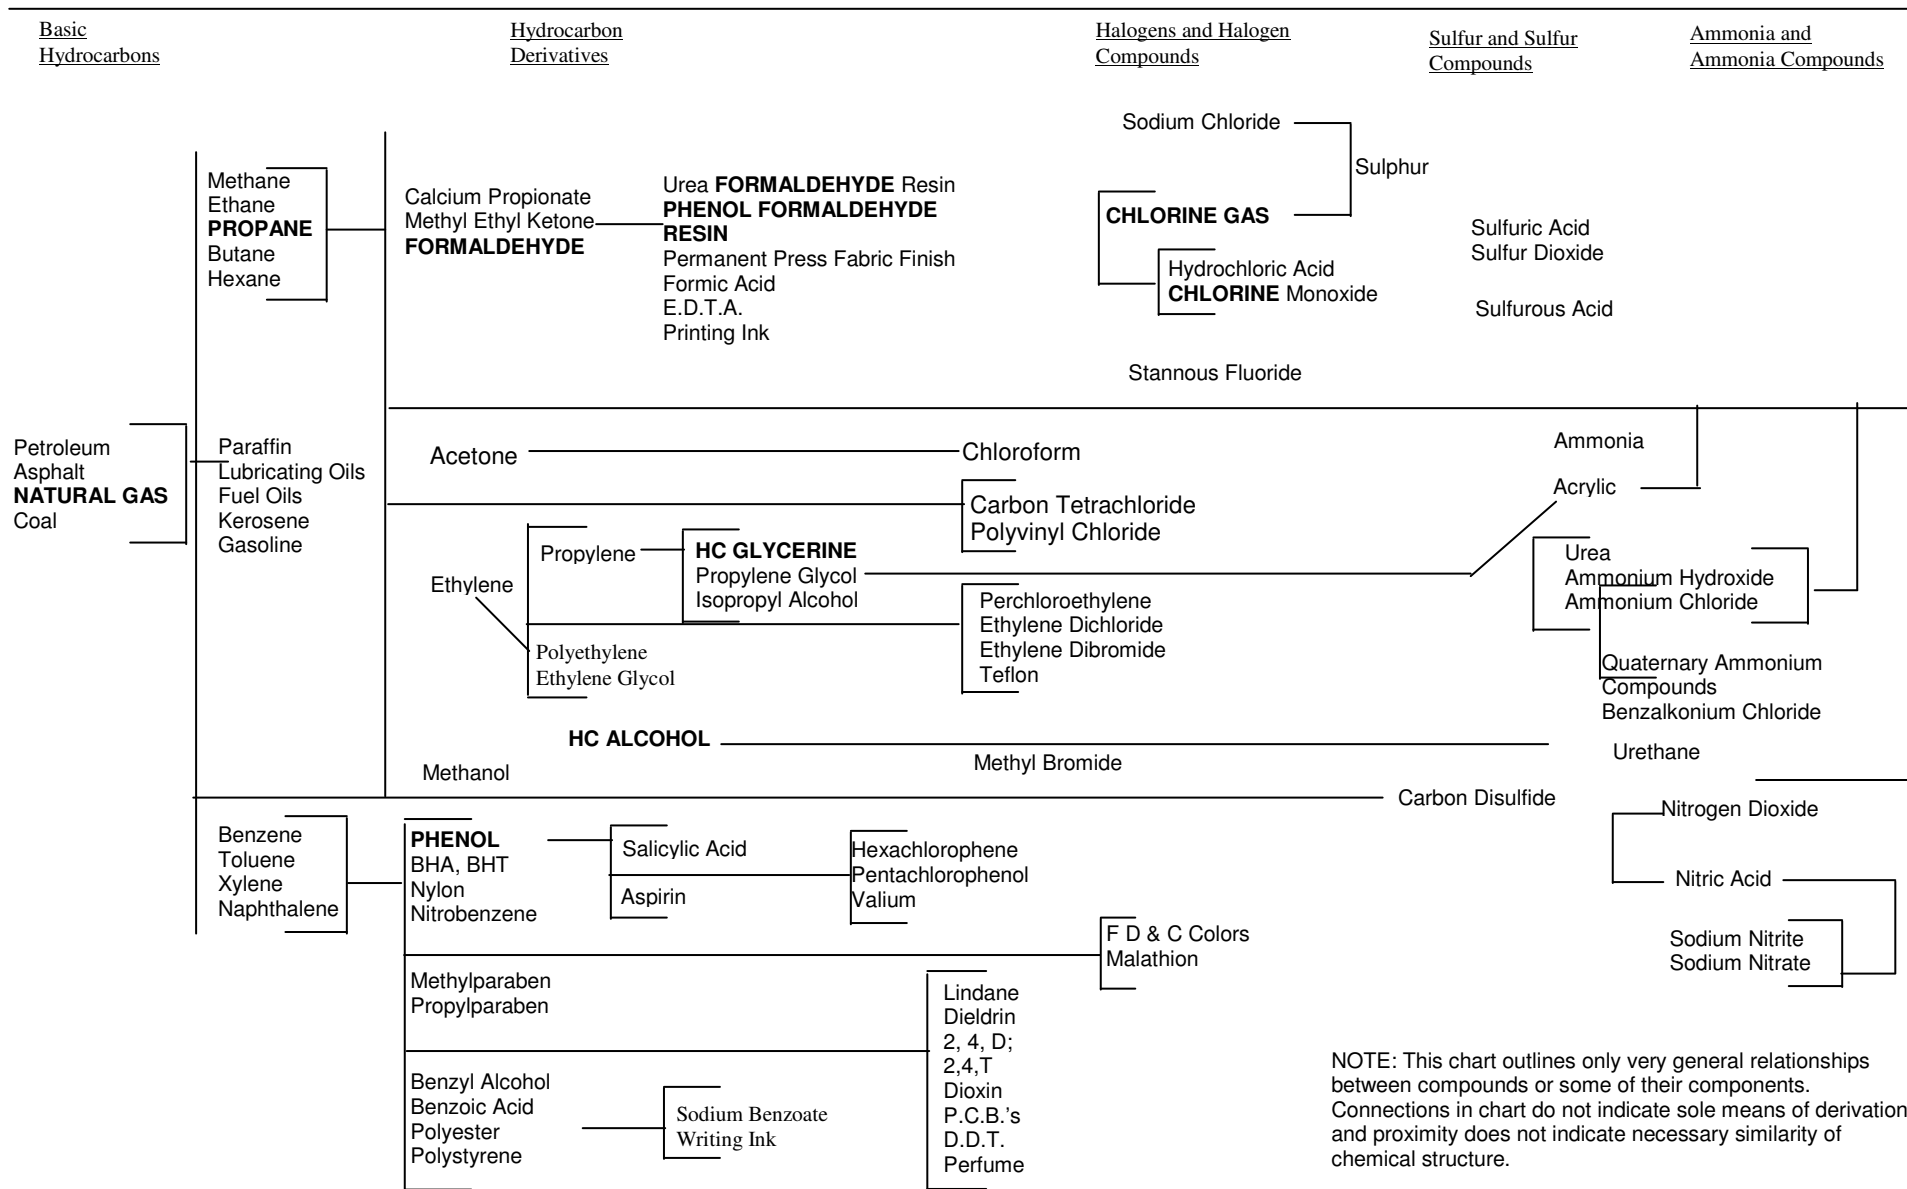 Basic
Hydrocarbons
Hydrocarbon
Derivatives
Halogens and Halogen
Compounds
Sulfur and Sulfur
Compounds
Ammonia and
Ammonia Compounds
Sodium Chloride
Sulphur
Methane
Ethane
PROPANE
Butane
Hexane
Calcium Propionate
Methyl Ethyl Ketone
FORMALDEHYDE
Urea FORMALDEHYDE Resin
PHENOL FORMALDEHYDE
RESIN
Permanent Press Fabric Finish
Formic Acid
E.D.T.A.
Printing Ink
CHLORINE GAS
Hydrochloric Acid
CHLORINE Monoxide
Stannous Fluoride
Sulfuric Acid
Sulfur Dioxide
Sulfurous Acid
Petroleum
Asphalt
NATURAL GAS
Coal
Paraffin
Lubricating Oils
Fuel Oils
Kerosene
Gasoline
Acetone
Chloroform
Carbon Tetrachloride
Polyvinyl Chloride
Ethylene
Propylene
HC GLYCERINE
Propylene Glycol
Isopropyl Alcohol
Polyethylene
Ethylene Glycol
Perchloroethylene
Ethylene Dichloride
Ethylene Dibromide
Teflon
Ammonia
Acrylic
Urea
Ammonium Hydroxide
Ammonium Chloride
Quaternary Ammonium
Compounds
Benzalkonium Chloride
HC ALCOHOL
Urethane
Methanol
Methyl Bromide
Carbon Disulfide
Nitrogen Dioxide
Nitric Acid
Sodium Nitrite
Sodium Nitrate
Benzene
Toluene
Xylene
Naphthalene
PHENOL
BHA, BHT
Nylon
Nitrobenzene
Salicylic Acid
Aspirin
Hexachlorophene
Pentachlorophenol
Valium
F D & C Colors
Malathion
Methylparaben
Propylparaben
Lindane
Dieldrin
2, 4, D;
2,4,T
Dioxin
P.C.B.'s
D.D.T.
Perfume
Benzyl Alcohol
Benzoic Acid
Polyester
Polystyrene
Sodium Benzoate
Writing Ink
NOTE: This chart outlines only very general relationships
between compounds or some of their components.
Connections in chart do not indicate sole means of derivation
and proximity does not indicate necessary similarity of
chemical structure.